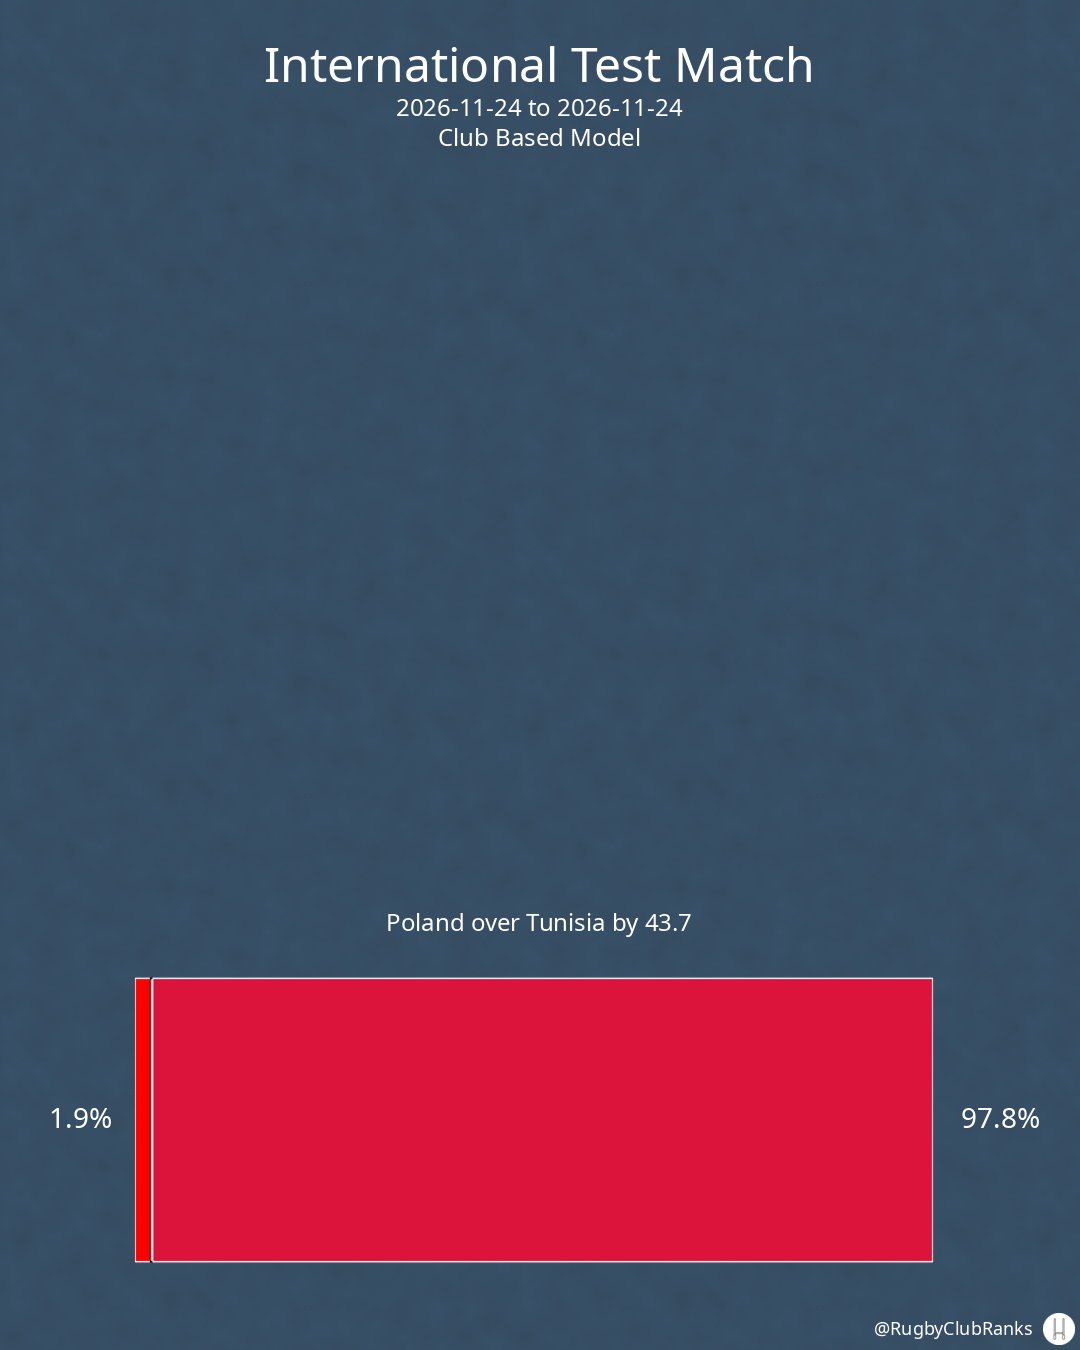 International Test Match
2026-11-24 to 2026-11-24
Club Based Model
Poland over Tunisia by 43.7
1.9%
97.8%
@RugbyClubRanks